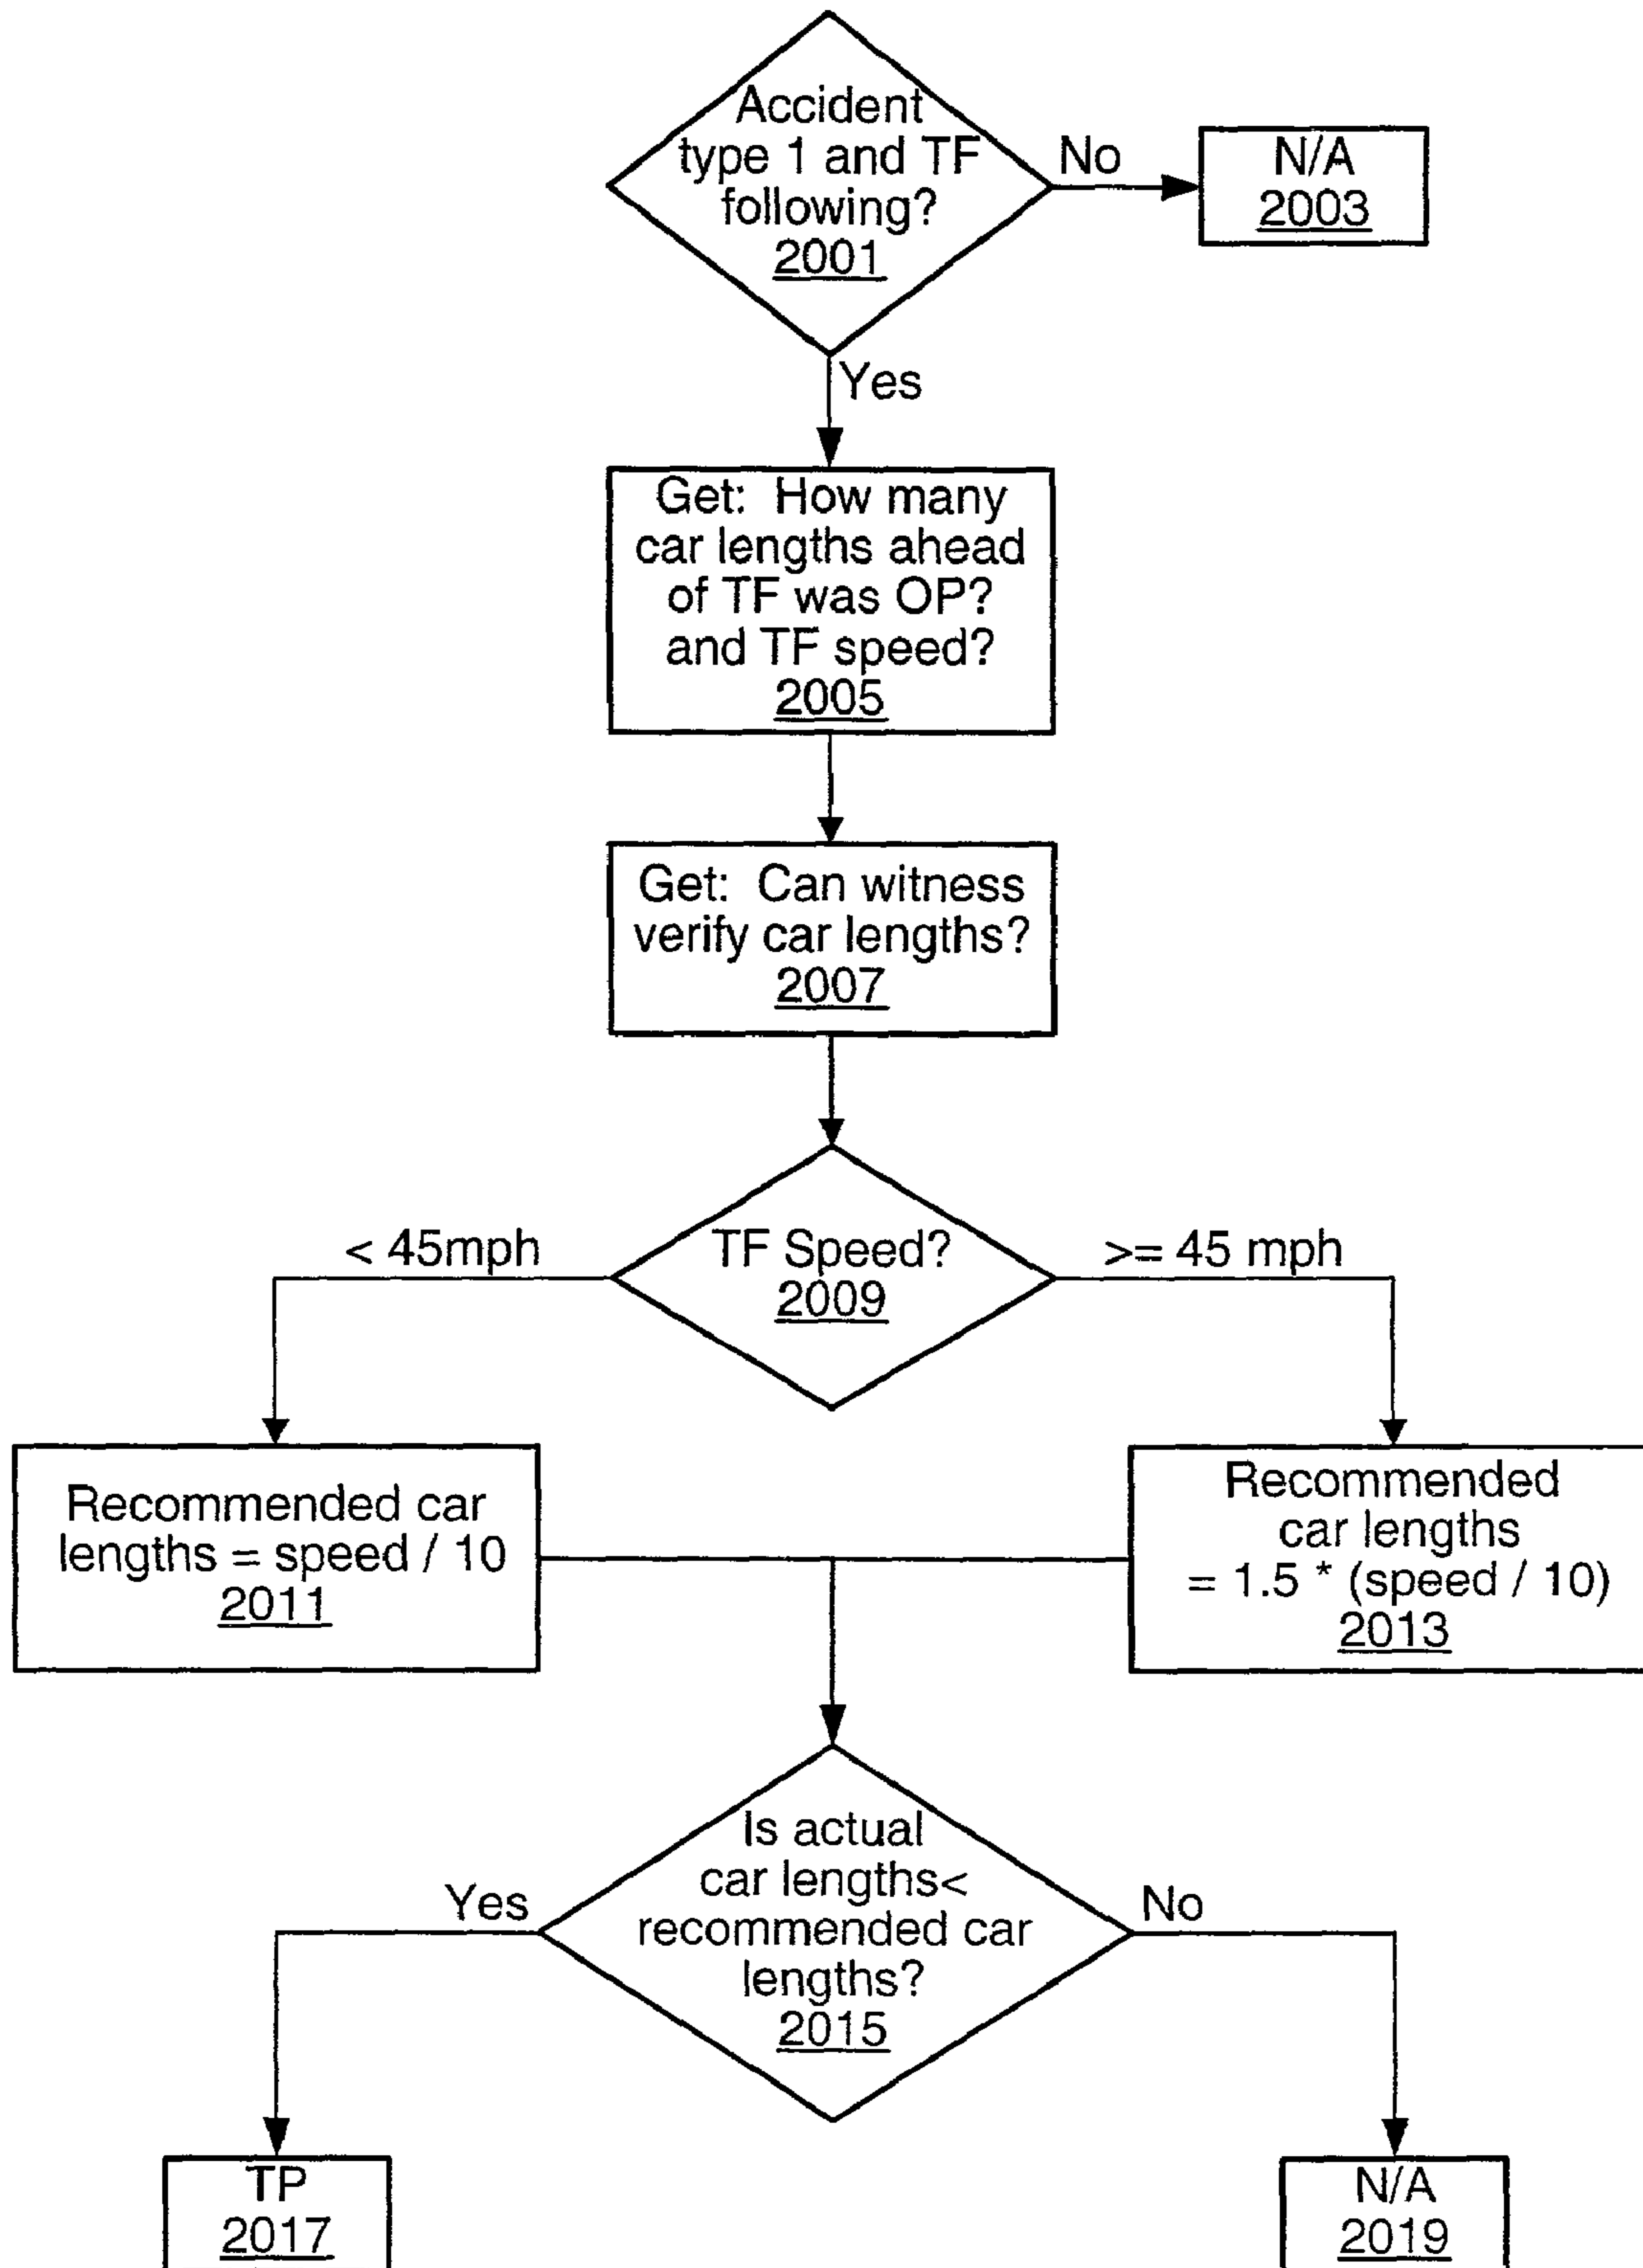 Accident
type 1 and TF
following?
2001
No
N/A
2003
Yes
Get: How many
car lengths ahead
of TF was OP?
and TF speed?
2005
Get: Can witness
verify car lengths?
2007
< 45mph
TF Speed?
2009
>= 45 mph
Recommended car
lengths = speed / 10
2011
Recommended
car lengths
= 1.5 * (speed / 10)
2013
Is actual
car lengths<
recommended car
lengths?
2015
Yes
No
TP
2017
N/A
2019